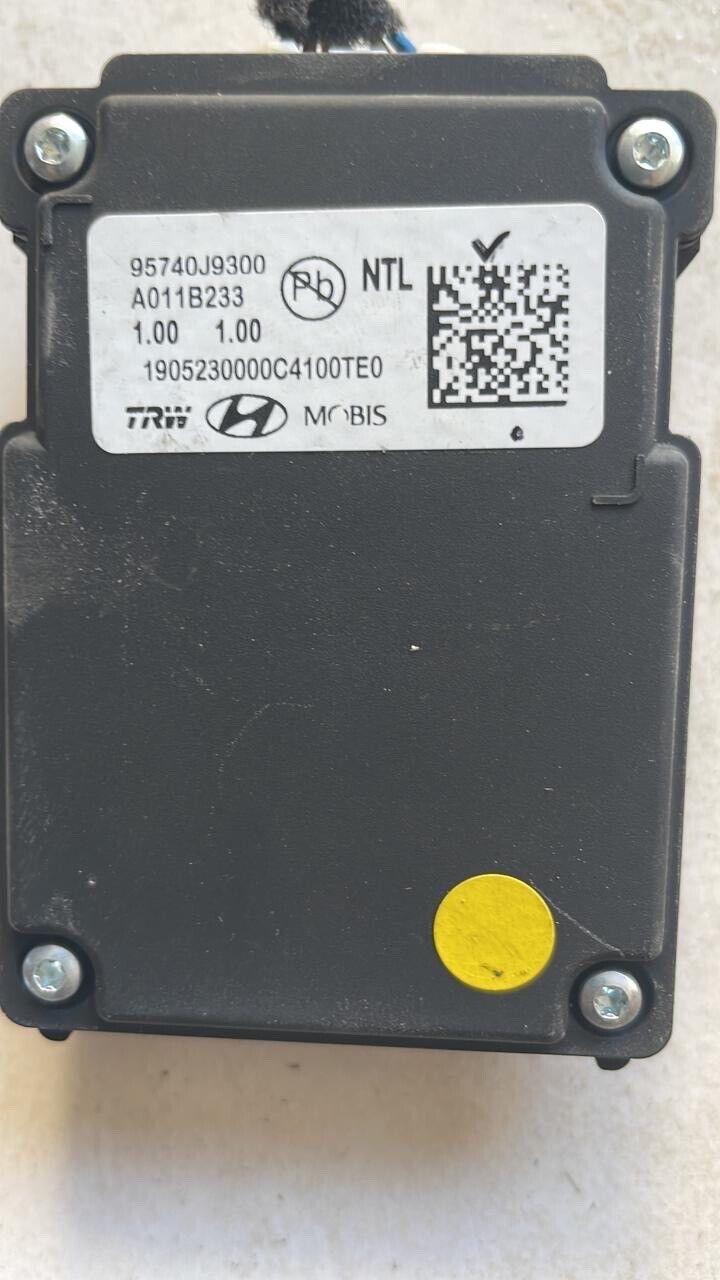 95740J9300
A011B233
1.00 1.00
1905230000C4100TE0
Pb
NTL
TRW MOBIS